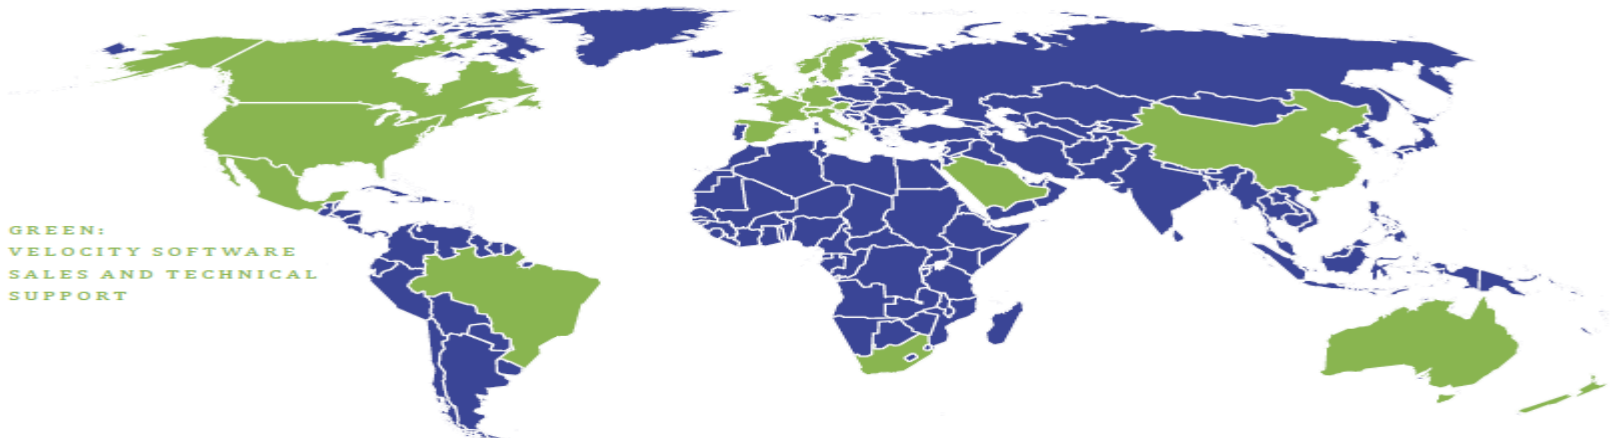 GREEN:
VELOCITY SOFTWARE
SALES AND TECHNICAL
SUPPORT